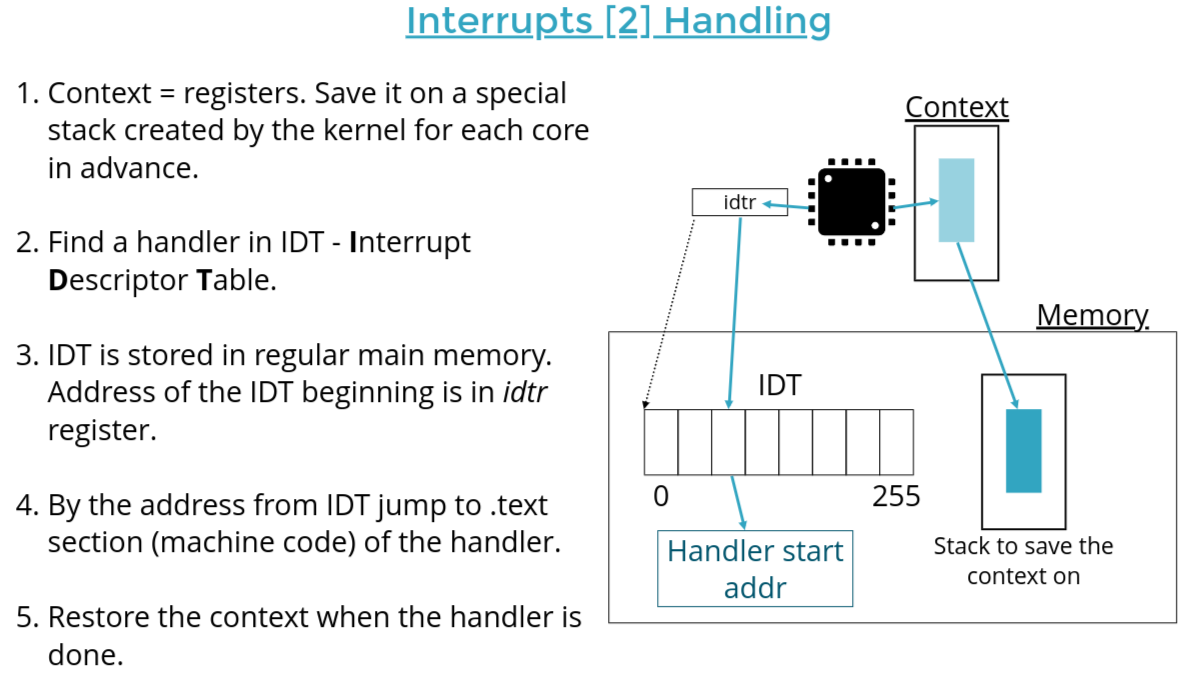 Interrupts [2] Handling
1. Context = registers. Save it on a special
stack created by the kernel for each core
in advance.
2. Find a handler in IDT - Interrupt
Descriptor Table.
3. IDT is stored in regular main memory.
Address of the IDT beginning is in idtr
register.
4. By the address from IDT jump to .text
section (machine code) of the handler.
5. Restore the context when the handler is
done.
Context
idtr
Memory
IDT
0
255
Handler start
addr
Stack to save the
context on